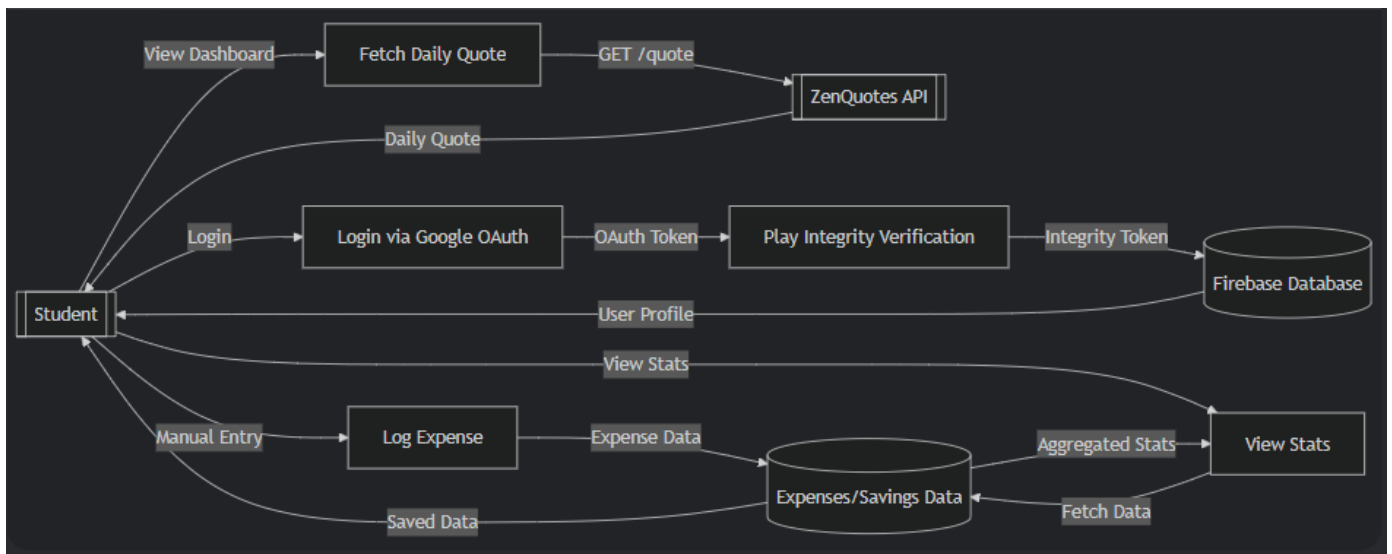 View Dashboard
Fetch Daily Quote
GET /quote
ZenQuotes API
Daily Quote
Login
Login via Google OAuth
OAuth Token
Play Integrity Verification
Integrity Token
Firebase Database
Student
User Profile
View Stats
Manual Entry
Log Expense
Expense Data
Aggregated Stats
View Stats
Expenses/Savings Data
Fetch Data
Saved Data